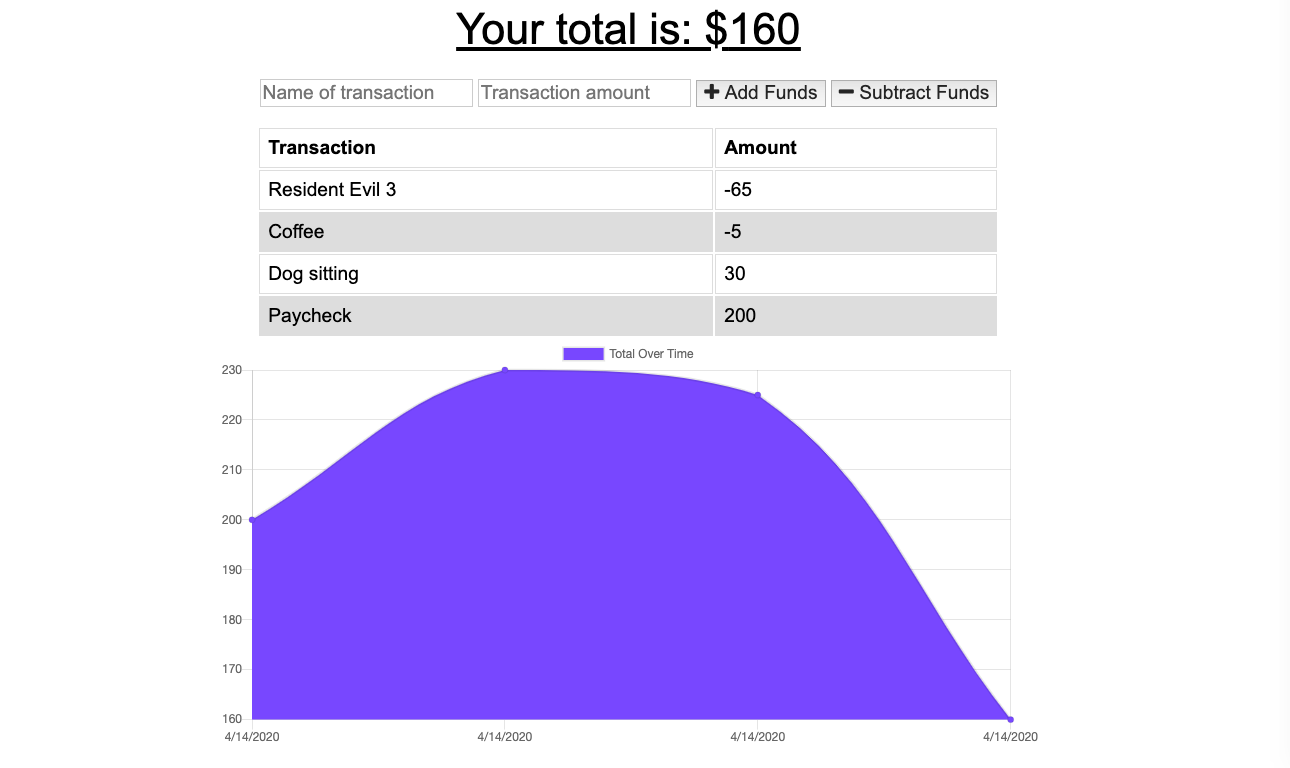 Your total is: $160
Name of transaction Transaction amount Add Funds Subtract Funds
Transaction Amount
Resident Evil 3 -65
Coffee -5
Dog sitting 30
Paycheck 200
Total Over Time
230
220
210
200
190
180
170
160
4/14/2020 4/14/2020 4/14/2020 4/14/2020